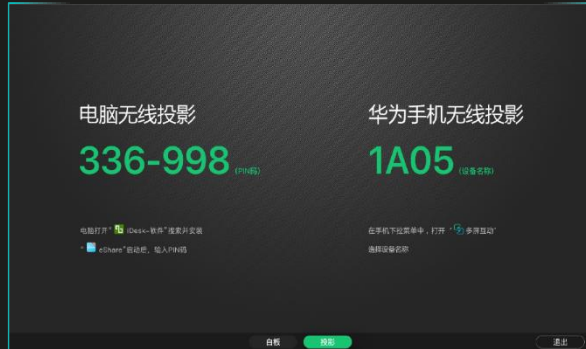 电脑无线投影
336-998 (PIN码)
电脑打开“ iDesk-软件”搜索并安装
“ eShare”启动后，输入PIN码
华为手机无线投影
1A05 (设备名称)
在手机下拉菜单中，打开“ 多屏互动”
选择设备名称
白板
投影
退出